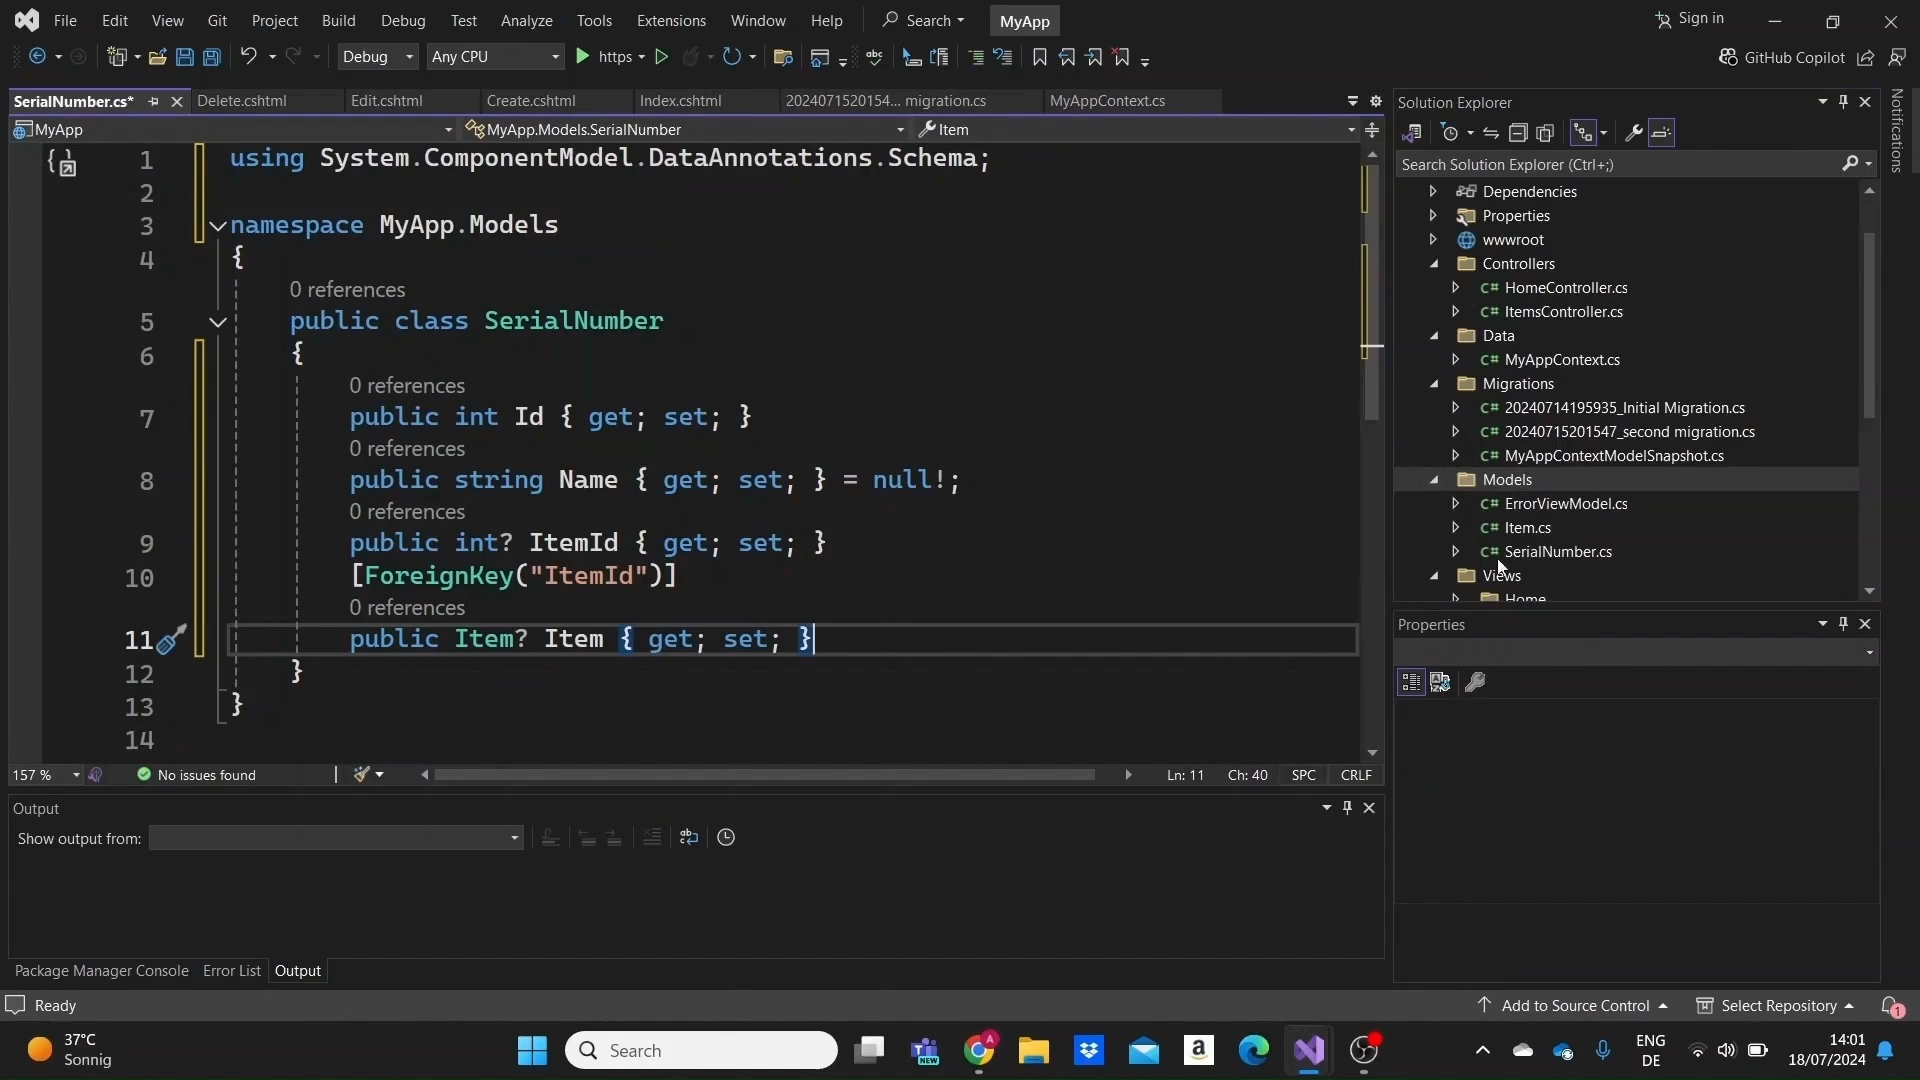 File Edit View Git Project Build Debug Test Analyze Tools Extensions Window Help Search MyApp Sign in
Debug Any CPU https GitHub Copilot
SerialNumber.cs* Delete.cshtml Edit.cshtml Create.cshtml Index.cshtml 2024071520154... migration.cs MyAppContext.cs
MyApp MyApp.Models.SerialNumber Item
1 using System.ComponentModel.DataAnnotations.Schema;
2
3 namespace MyApp.Models
4 {
0 references
5 public class SerialNumber
6 {
0 references
7 public int Id { get; set; }
0 references
8 public string Name { get; set; } = null!;
0 references
9 public int? ItemId { get; set; }
10 [ForeignKey("ItemId")]
0 references
11 public Item? Item { get; set; }
12 }
13 }
14
157 % No issues found Ln: 11 Ch: 40 SPC CRLF
Output
Show output from:
Package Manager Console Error List Output
Solution Explorer
Search Solution Explorer (Ctrl+;)
Dependencies
Properties
wwwroot
Controllers
C# HomeController.cs
C# ItemsController.cs
Data
C# MyAppContext.cs
Migrations
C# 20240714195935_Initial Migration.cs
C# 20240715201547_second migration.cs
C# MyAppContextModelSnapshot.cs
Models
C# ErrorViewModel.cs
C# Item.cs
C# SerialNumber.cs
Views
Home
Properties
Notifications
Ready Add to Source Control Select Repository 1
37°C
Sonnig
Search
NEW
A
a
ENG
DE
14:01
18/07/2024